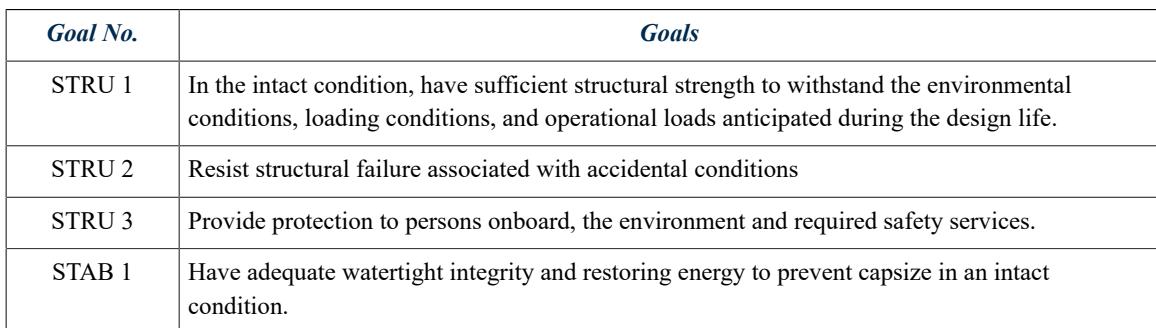 Goal No. Goals
STRU 1 In the intact condition, have sufficient structural strength to withstand the environmental
conditions, loading conditions, and operational loads anticipated during the design life.
STRU 2 Resist structural failure associated with accidental conditions
STRU 3 Provide protection to persons onboard, the environment and required safety services.
STAB 1 Have adequate watertight integrity and restoring energy to prevent capsize in an intact
condition.